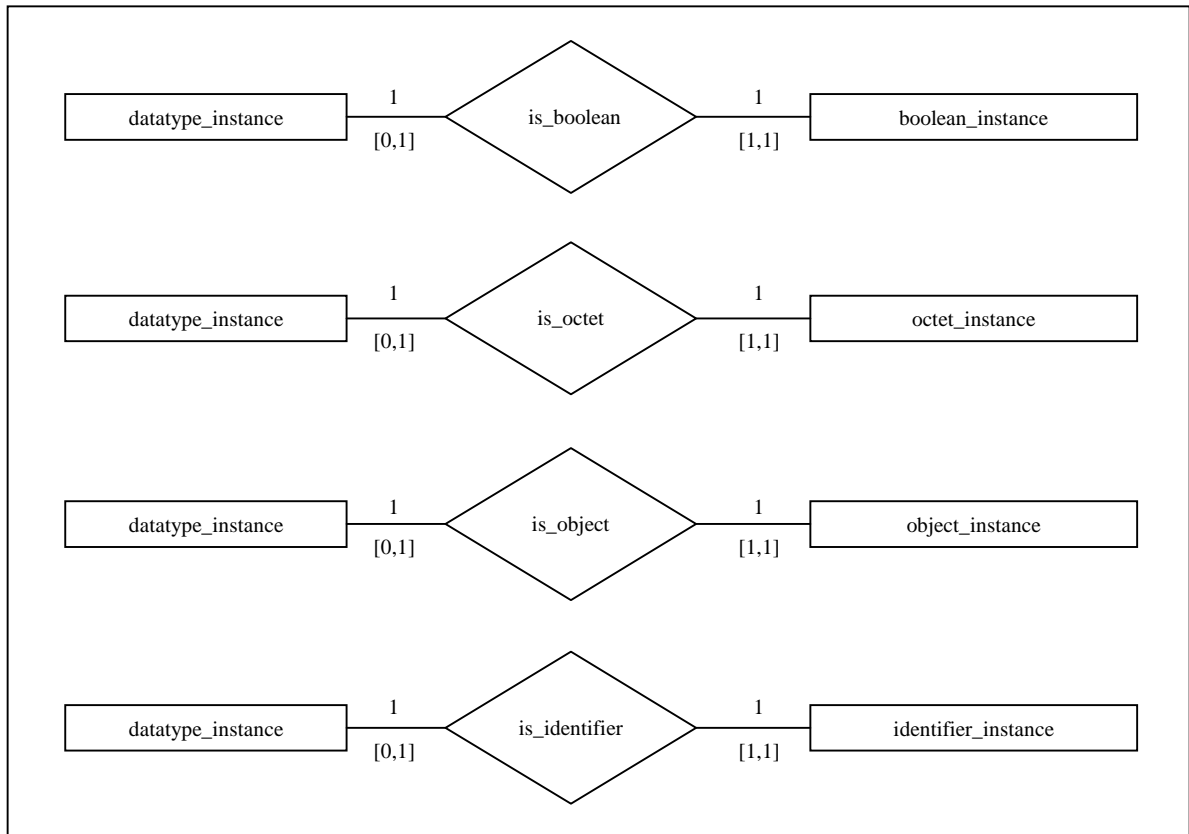 1 1
datatype_instance is_boolean boolean_instance
[0,1] [1,1]
1 1
datatype_instance is_octet octet_instance
[0,1] [1,1]
1 1
datatype_instance is_object object_instance
[0,1] [1,1]
1 1
datatype_instance is_identifier identifier_instance
[0,1] [1,1]